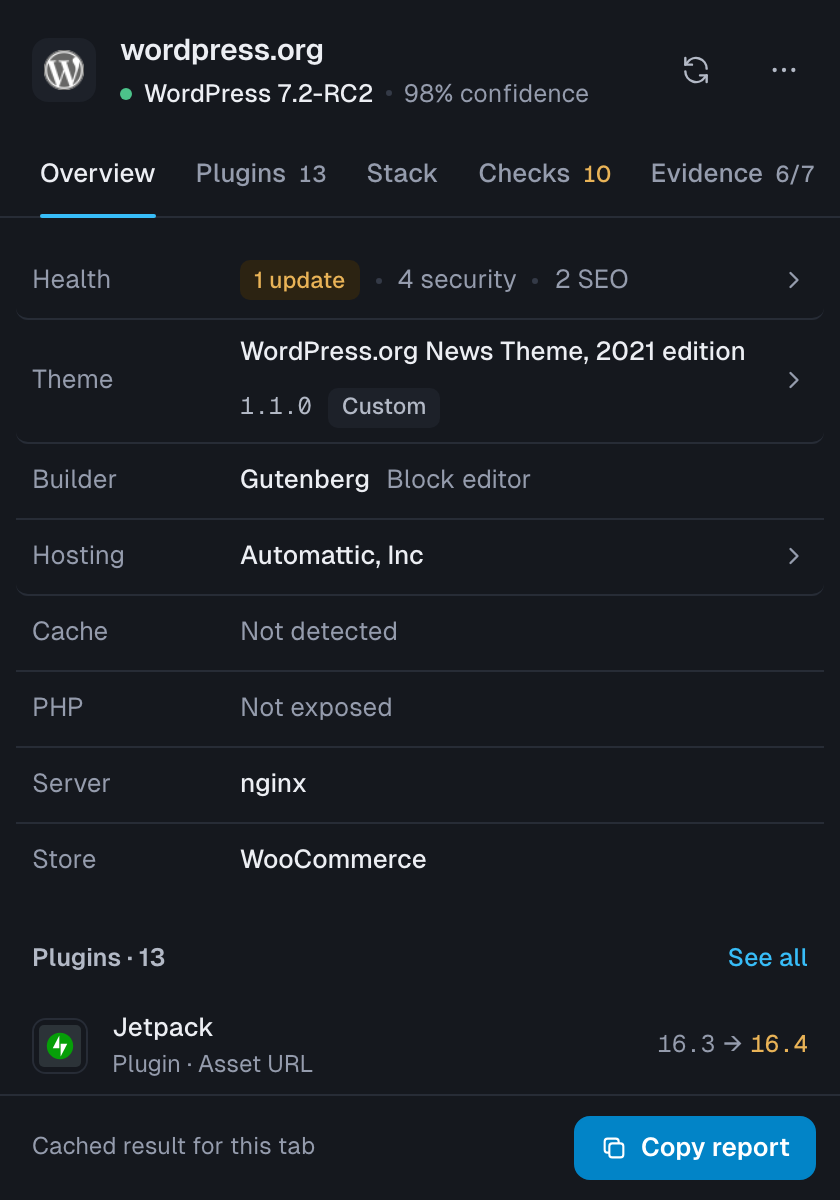 wordpress.org
WordPress 7.2-RC2 • 98% confidence
Overview Plugins 13 Stack Checks 10 Evidence 6/7
Health 1 update • 4 security • 2 SEO
Theme WordPress.org News Theme, 2021 edition
1.1.0 Custom
Builder Gutenberg Block editor
Hosting Automattic, Inc
Cache Not detected
PHP Not exposed
Server nginx
Store WooCommerce
Plugins · 13 See all
Jetpack
Plugin · Asset URL 16.3 → 16.4
Cached result for this tab Copy report